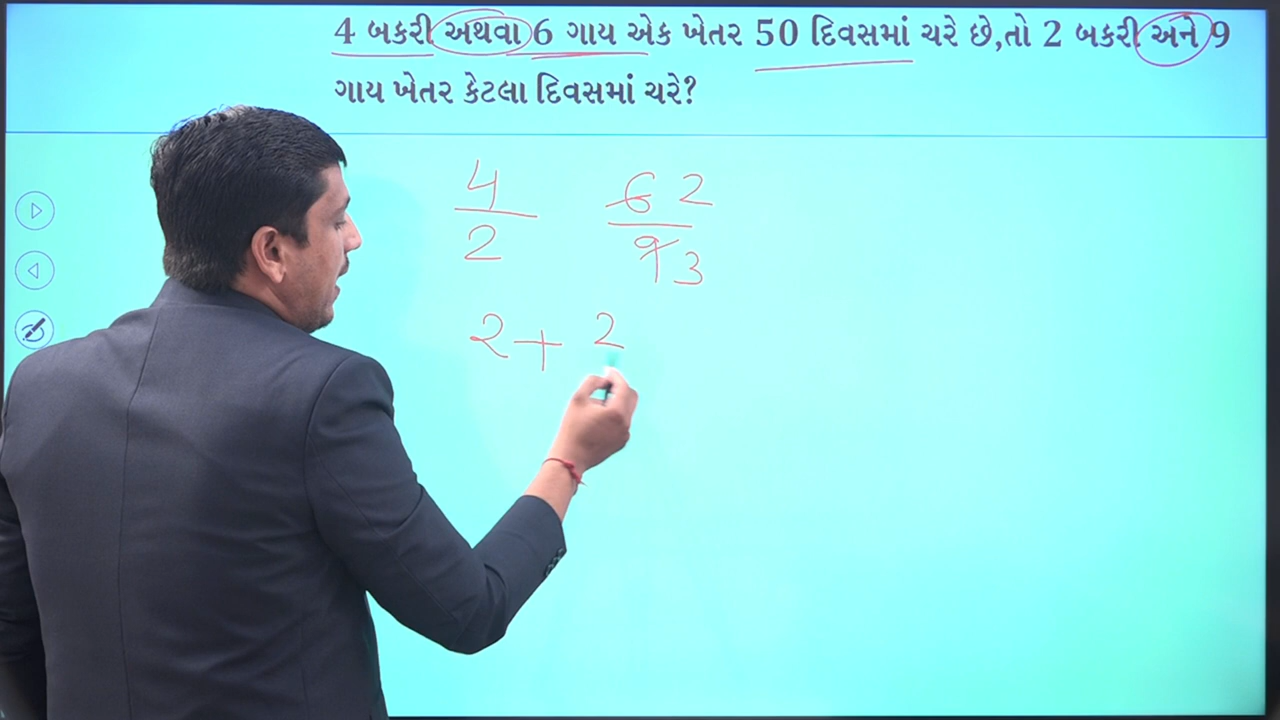 4 બકરી અથવા 6 ગાય એક ખેતર 50 દિવસમાં ચરે છે,તો 2 બકરી અને 9
ગાય ખેતર કેટલા દિવસમાં ચરે?
4 6 2
2 9 3
2 + 2